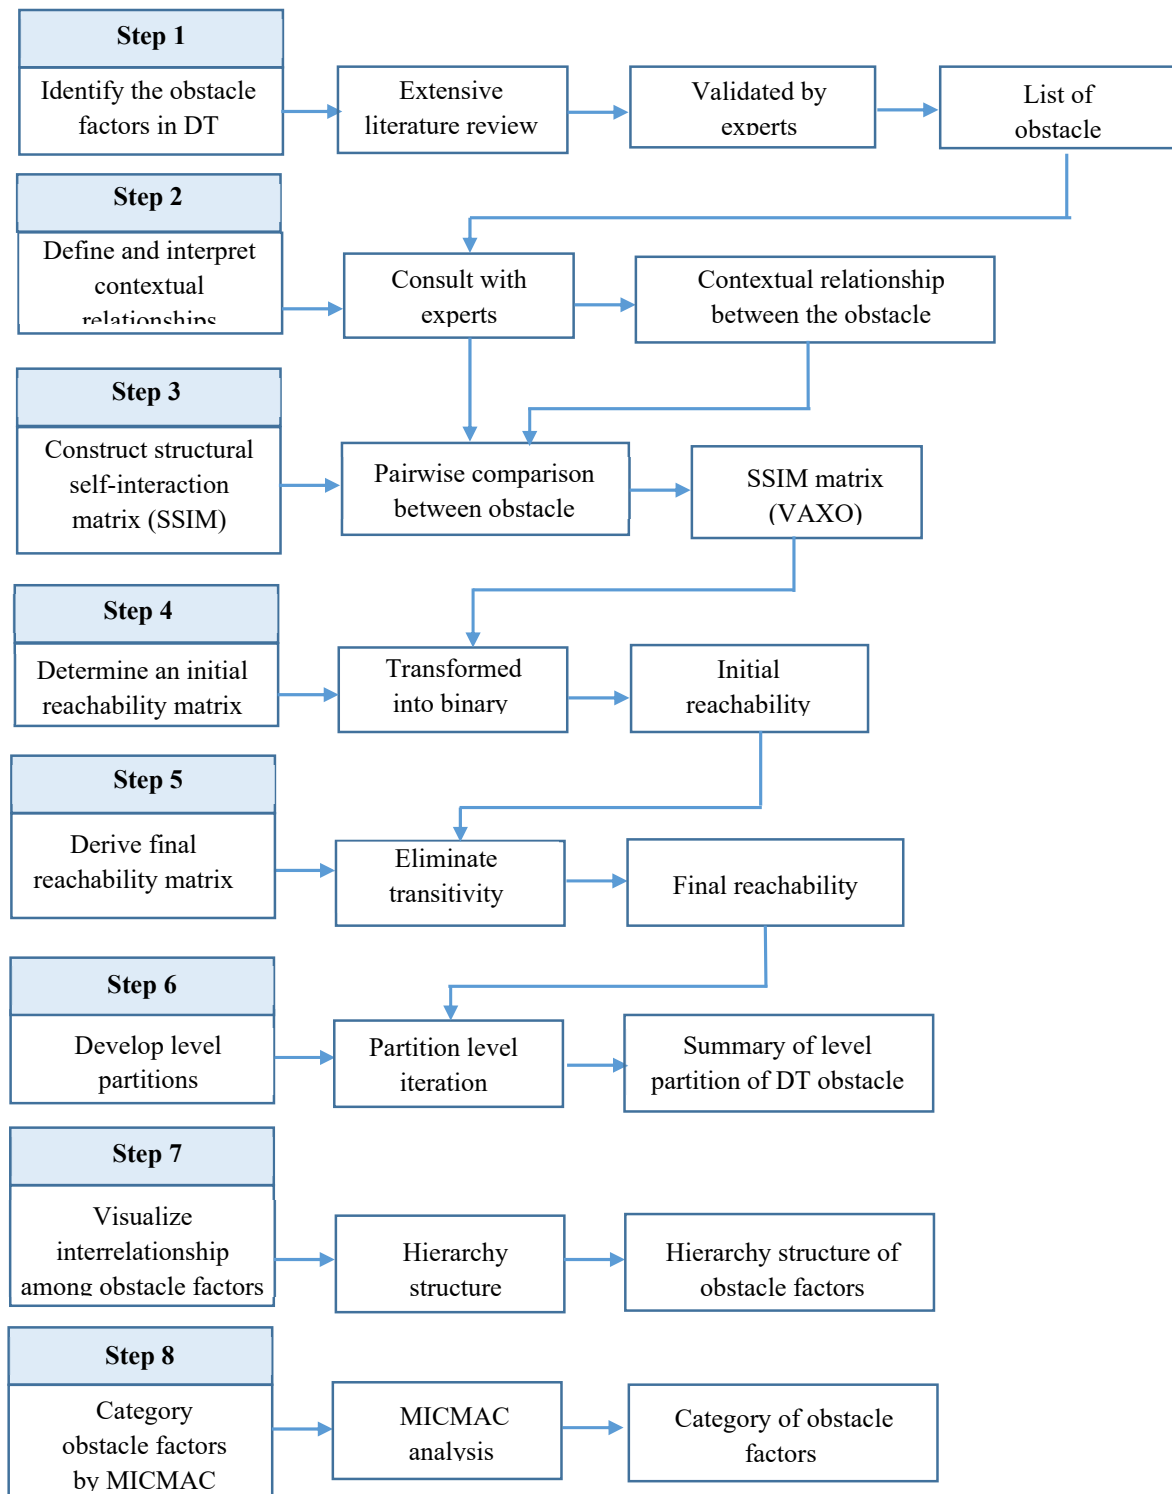 Step 1
Identify the obstacle
factors in DT
Extensive
literature review
Validated by
experts
List of
obstacle
Step 2
Define and interpret
contextual
relationships
Consult with
experts
Contextual relationship
between the obstacle
Step 3
Construct structural
self-interaction
matrix (SSIM)
Pairwise comparison
between obstacle
SSIM matrix
(VAXO)
Step 4
Determine an initial
reachability matrix
Transformed
into binary
Initial
reachability
Step 5
Derive final
reachability matrix
Eliminate
transitivity
Final reachability
Step 6
Develop level
partitions
Partition level
iteration
Summary of level
partition of DT obstacle
Step 7
Visualize
interrelationship
among obstacle factors
Hierarchy
structure
Hierarchy structure of
obstacle factors
Step 8
Category
obstacle factors
by MICMAC
MICMAC
analysis
Category of obstacle
factors